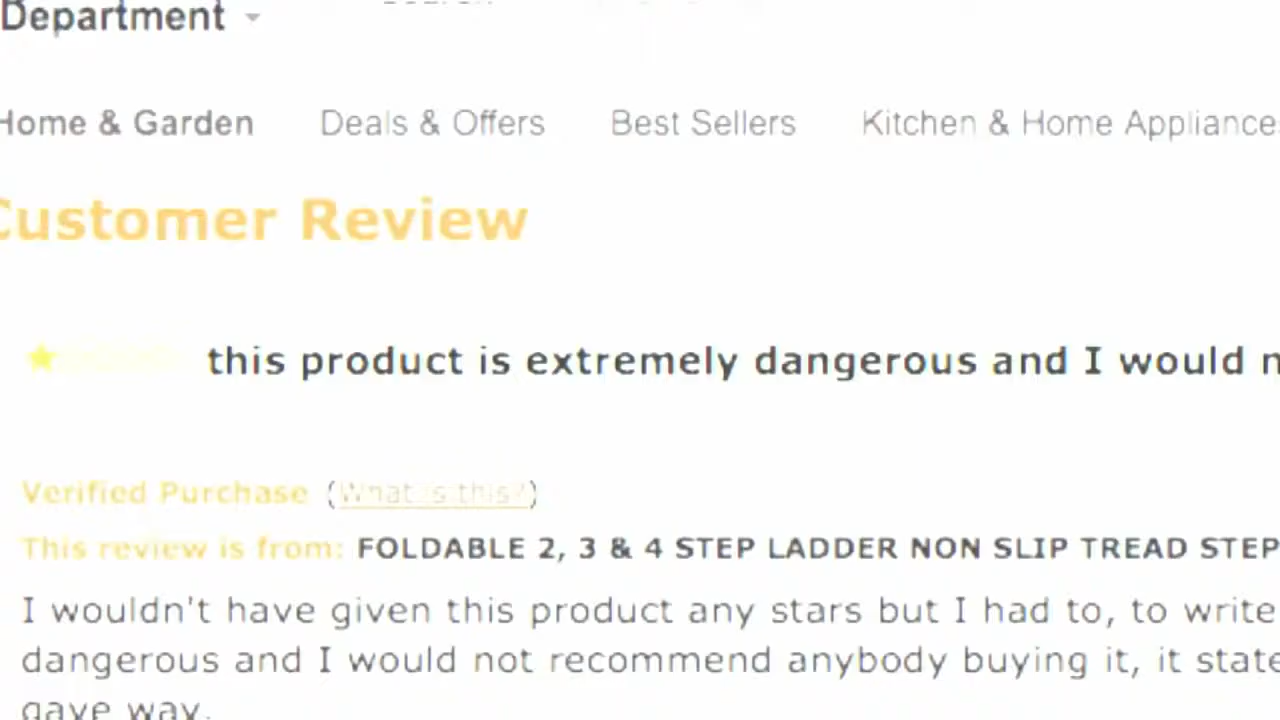 Department
Home & Garden Deals & Offers Best Sellers Kitchen & Home Appliances
Customer Review
this product is extremely dangerous and I would
Verified Purchase (What is this?)
This review is from: FOLDABLE 2, 3 & 4 STEP LADDER NON SLIP TREAD STEP
I wouldn't have given this product any stars but I had to, to write
dangerous and I would not recommend anybody buying it, it state
gave way.